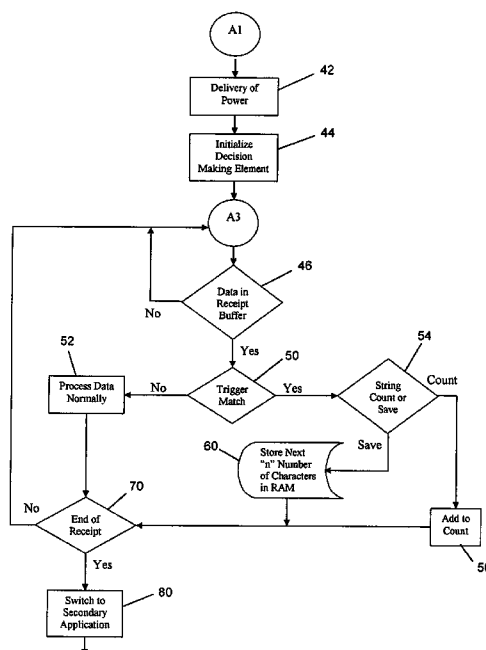 A1
42
Delivery of
Power
44
Initialize
Decision
Making Element
A3
46
Data in
Receipt
Buffer
No
Yes
52
50
54
Process Data
Normally
No
Trigger
Match
Yes
String
Count or
Save
Count
Save
60
Store Next
"n" Number
of Characters
in RAM
No
70
End of
Receipt
Add to
Count
Yes
80
Switch to
Secondary
Application